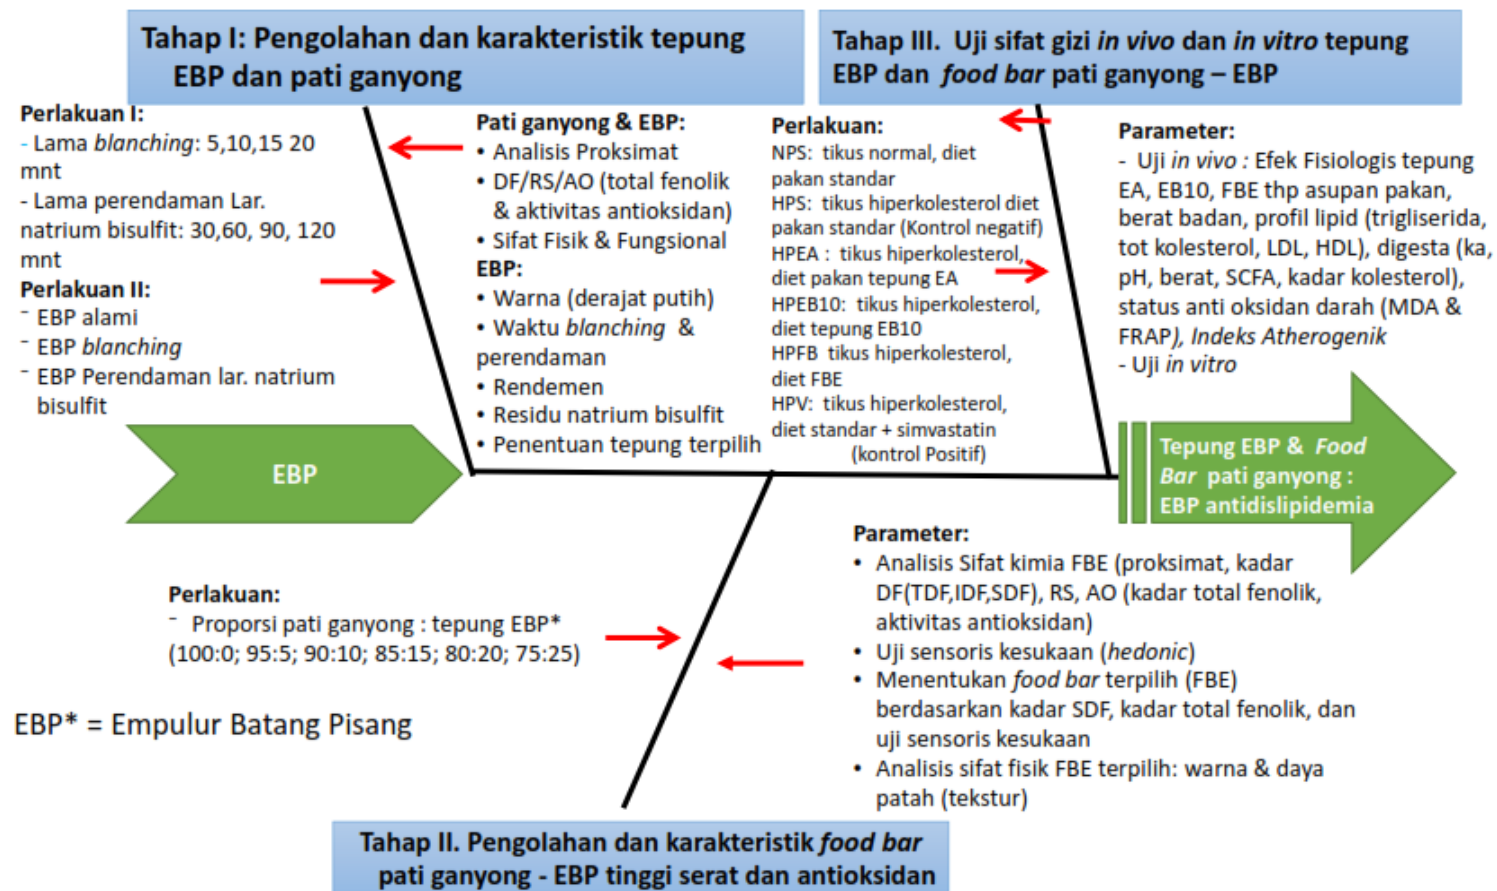 Tahap I: Pengolahan dan karakteristik tepung
EBP dan pati ganyong
Perlakuan I:
- Lama blanching: 5,10,15 20
mnt
- Lama perendaman Lar.
natrium bisulfit: 30,60, 90, 120
mnt
Perlakuan II:
- EBP alami
- EBP blanching
- EBP Perendaman lar. natrium
bisulfit
Pati ganyong & EBP:
• Analisis Proksimat
• DF/RS/AO (total fenolik
& aktivitas antioksidan)
• Sifat Fisik & Fungsional
EBP:
• Warna (derajat putih)
• Waktu blanching &
perendaman
• Rendemen
• Residu natrium bisulfit
• Penentuan tepung terpilih
Tahap III. Uji sifat gizi in vivo dan in vitro tepung
EBP dan food bar pati ganyong – EBP
Perlakuan:
NPS: tikus normal, diet
pakan standar
HPS: tikus hiperkolesterol diet
pakan standar (Kontrol negatif)
HPEA : tikus hiperkolesterol,
diet pakan tepung EA
HPEB10: tikus hiperkolesterol,
diet tepung EB10
HPFB tikus hiperkolesterol,
diet FBE
HPV: tikus hiperkolesterol,
diet standar + simvastatin
(kontrol Positif)
Parameter:
- Uji in vivo : Efek Fisiologis tepung
EA, EB10, FBE thp asupan pakan,
berat badan, profil lipid (trigliserida,
tot kolesterol, LDL, HDL), digesta (ka,
pH, berat, SCFA, kadar kolesterol),
status anti oksidan darah (MDA &
FRAP), Indeks Atherogenik
- Uji in vitro
EBP
Tepung EBP & Food
Bar pati ganyong :
EBP antidislipidemia
Perlakuan:
- Proporsi pati ganyong : tepung EBP*
(100:0; 95:5; 90:10; 85:15; 80:20; 75:25)
EBP* = Empulur Batang Pisang
Parameter:
• Analisis Sifat kimia FBE (proksimat, kadar
DF(TDF,IDF,SDF), RS, AO (kadar total fenolik,
aktivitas antioksidan)
• Uji sensoris kesukaan (hedonic)
• Menentukan food bar terpilih (FBE)
berdasarkan kadar SDF, kadar total fenolik, dan
uji sensoris kesukaan
• Analisis sifat fisik FBE terpilih: warna & daya
patah (tekstur)
Tahap II. Pengolahan dan karakteristik food bar
pati ganyong - EBP tinggi serat dan antioksidan